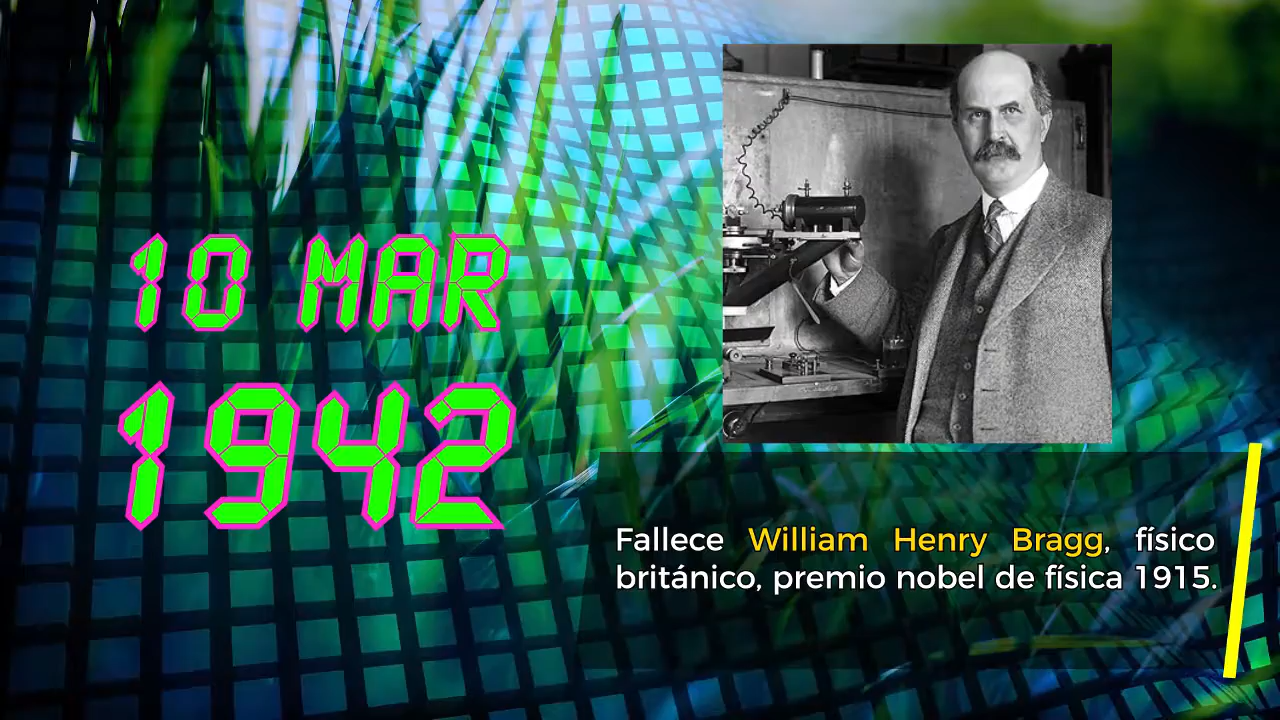 10 MAR
1942
Fallece William Henry Bragg, físico
británico, premio nobel de física 1915.